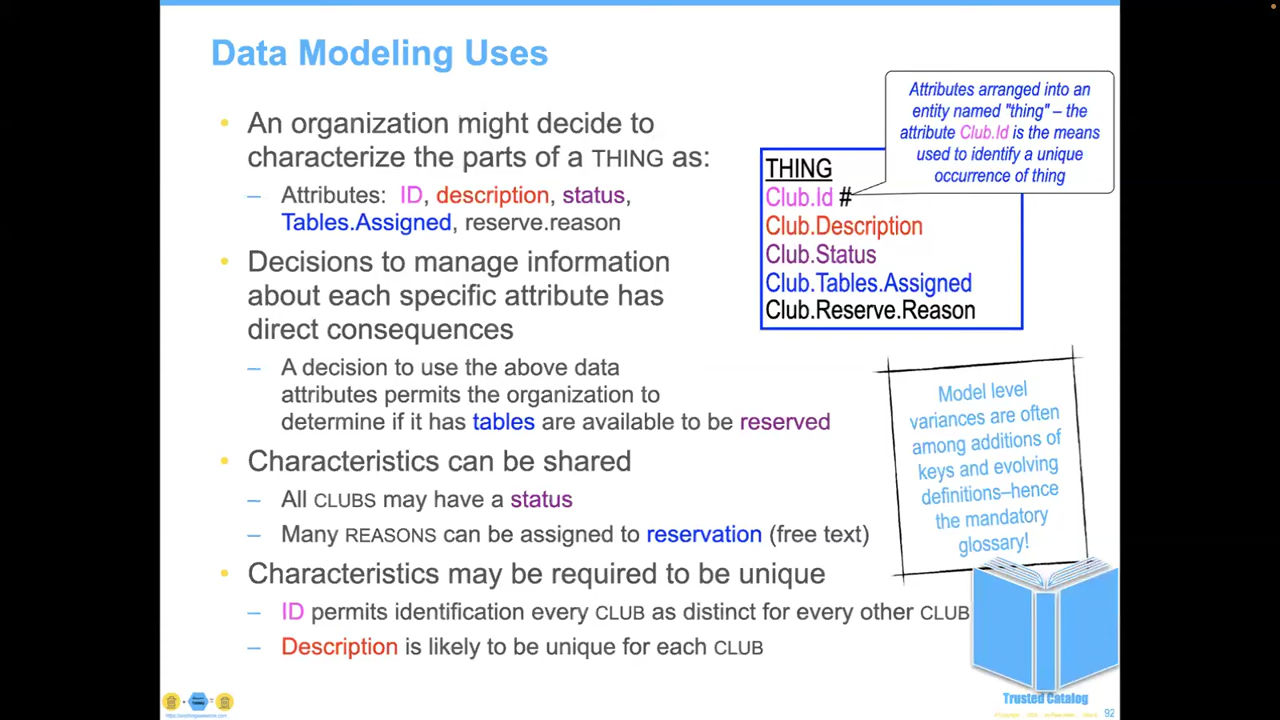 Data Modeling Uses
• An organization might decide to
characterize the parts of a THING as:
– Attributes: ID, description, status,
Tables.Assigned, reserve.reason
• Decisions to manage information
about each specific attribute has
direct consequences
– A decision to use the above data
attributes permits the organization to
determine if it has tables are available to be reserved
• Characteristics can be shared
– All CLUBS may have a status
– Many REASONS can be assigned to reservation (free text)
• Characteristics may be required to be unique
– ID permits identification every CLUB as distinct for every other CLUB
– Description is likely to be unique for each CLUB
Attributes arranged into an
entity named "thing" – the
attribute Club.Id is the means
used to identify a unique
occurrence of thing
THING
Club.Id #
Club.Description
Club.Status
Club.Tables.Assigned
Club.Reserve.Reason
Model level
variances are often
among additions of
keys and evolving
definitions–hence
the mandatory
glossary!
Trusted Catalog
92